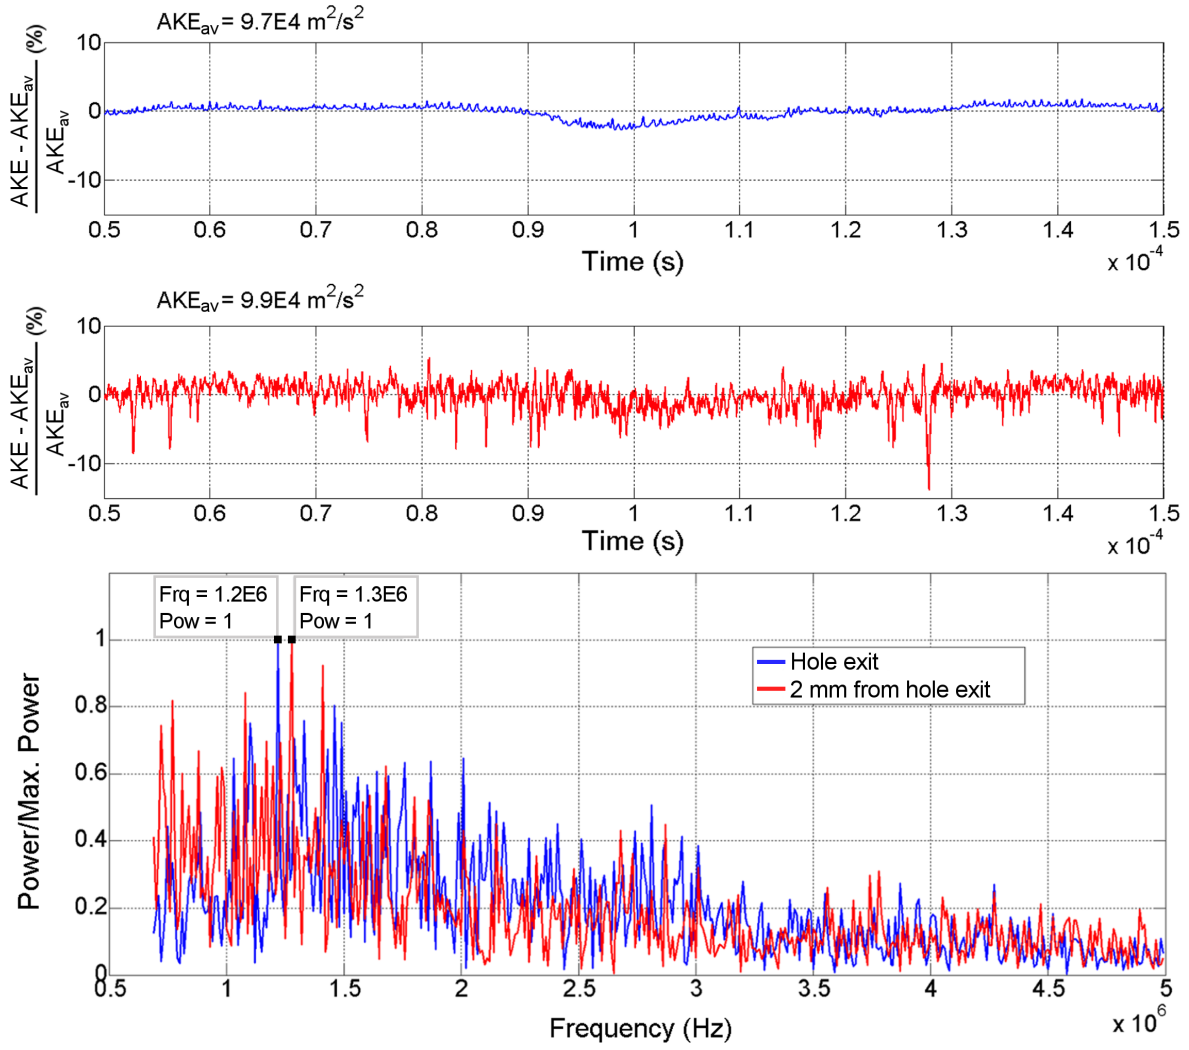 AKEav = 9.7E4 m²/s²
AKE - AKEav
AKEav
(%)
10
0
-10
0.5 0.6 0.7 0.8 0.9 1 1.1 1.2 1.3 1.4 1.5
Time (s)
x 10⁻⁴
AKEav = 9.9E4 m²/s²
AKE - AKEav
AKEav
(%)
10
0
-10
0.5 0.6 0.7 0.8 0.9 1 1.1 1.2 1.3 1.4 1.5
Time (s)
x 10⁻⁴
Frq = 1.2E6
Pow = 1
Frq = 1.3E6
Pow = 1
Hole exit
2 mm from hole exit
Power/Max. Power
1
0.8
0.6
0.4
0.2
0
0.5 1 1.5 2 2.5 3 3.5 4 4.5 5
Frequency (Hz)
x 10⁶